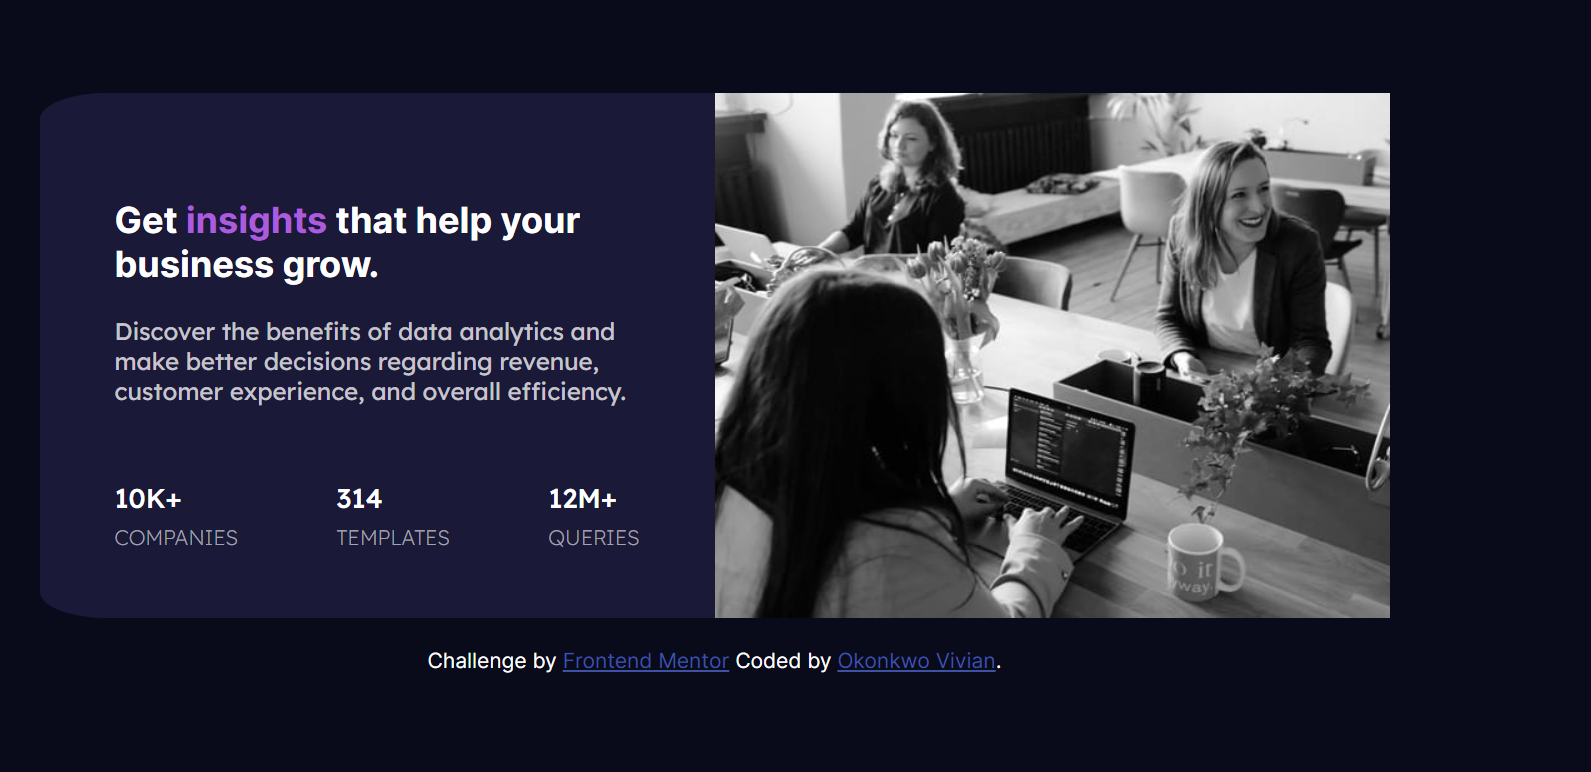 Get insights that help your
business grow.
Discover the benefits of data analytics and
make better decisions regarding revenue,
customer experience, and overall efficiency.
10K+ 314 12M+
COMPANIES TEMPLATES QUERIES
way.
Challenge by Frontend Mentor Coded by Okonkwo Vivian.